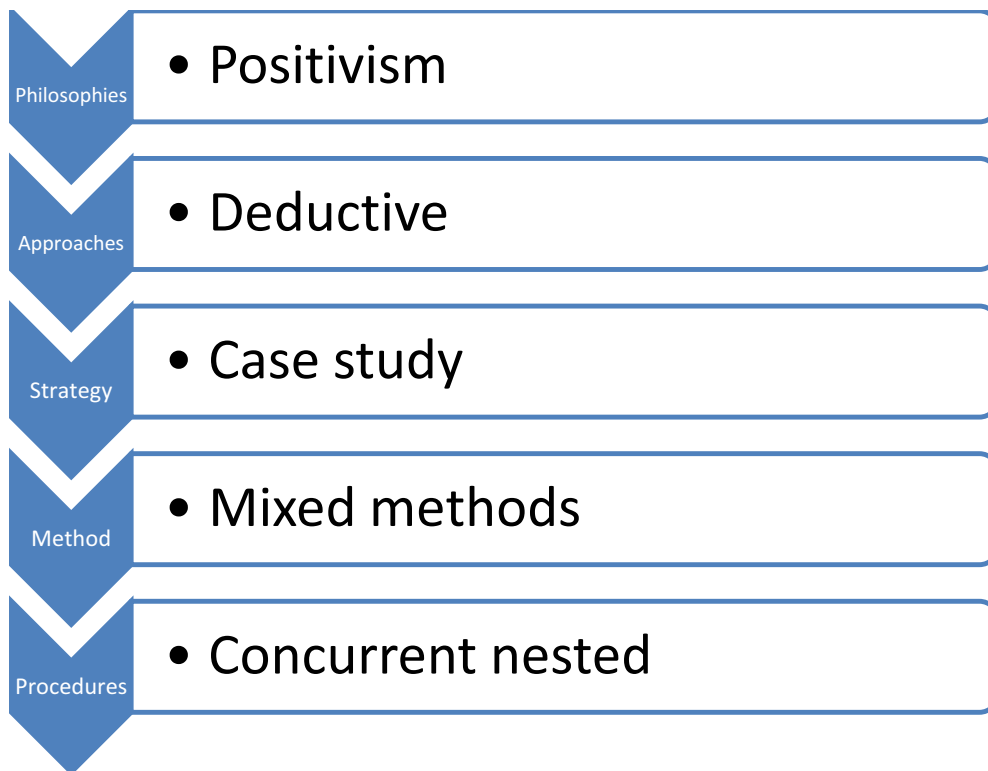 Philosophies
• Positivism
Approaches
• Deductive
Strategy
• Case study
Method
• Mixed methods
Procedures
• Concurrent nested